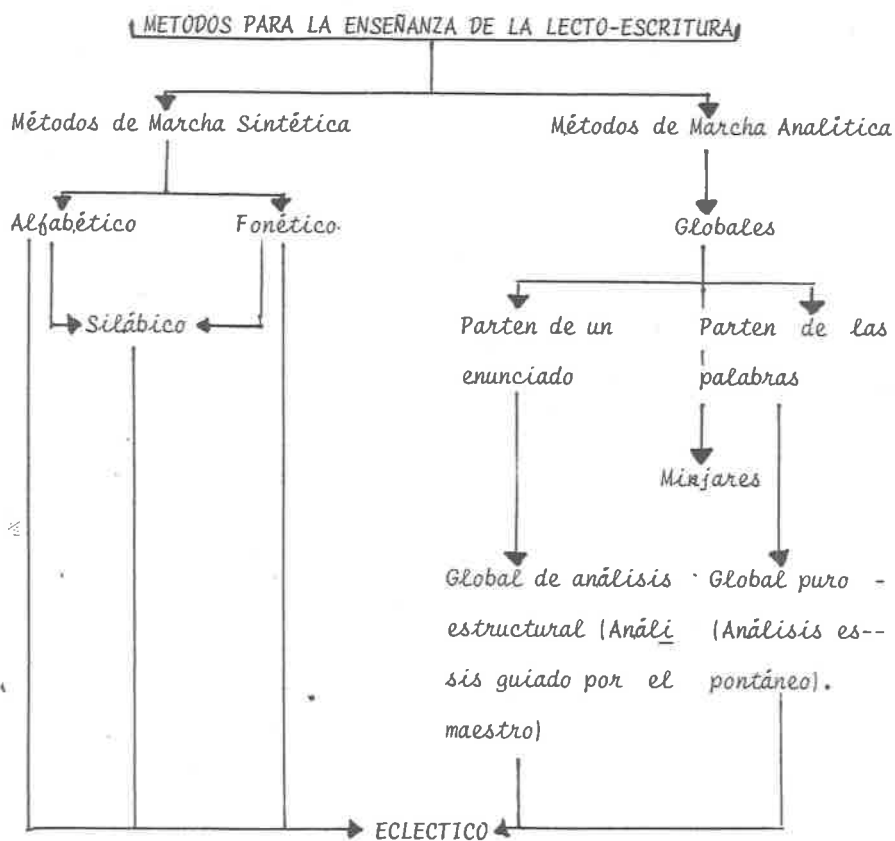 METODOS PARA LA ENSEÑANZA DE LA LECTO-ESCRITURA
Métodos de Marcha Sintética
Métodos de Marcha Analítica
Alfabético
Fonético.
Globales
Silábico
Parten de un
enunciado
Parten de las
palabras
Minjares
Global de análisis
estructural (Análi
sis guiado por el
maestro)
Global puro -
(Análisis es--
pontáneo).
ECLECTICO